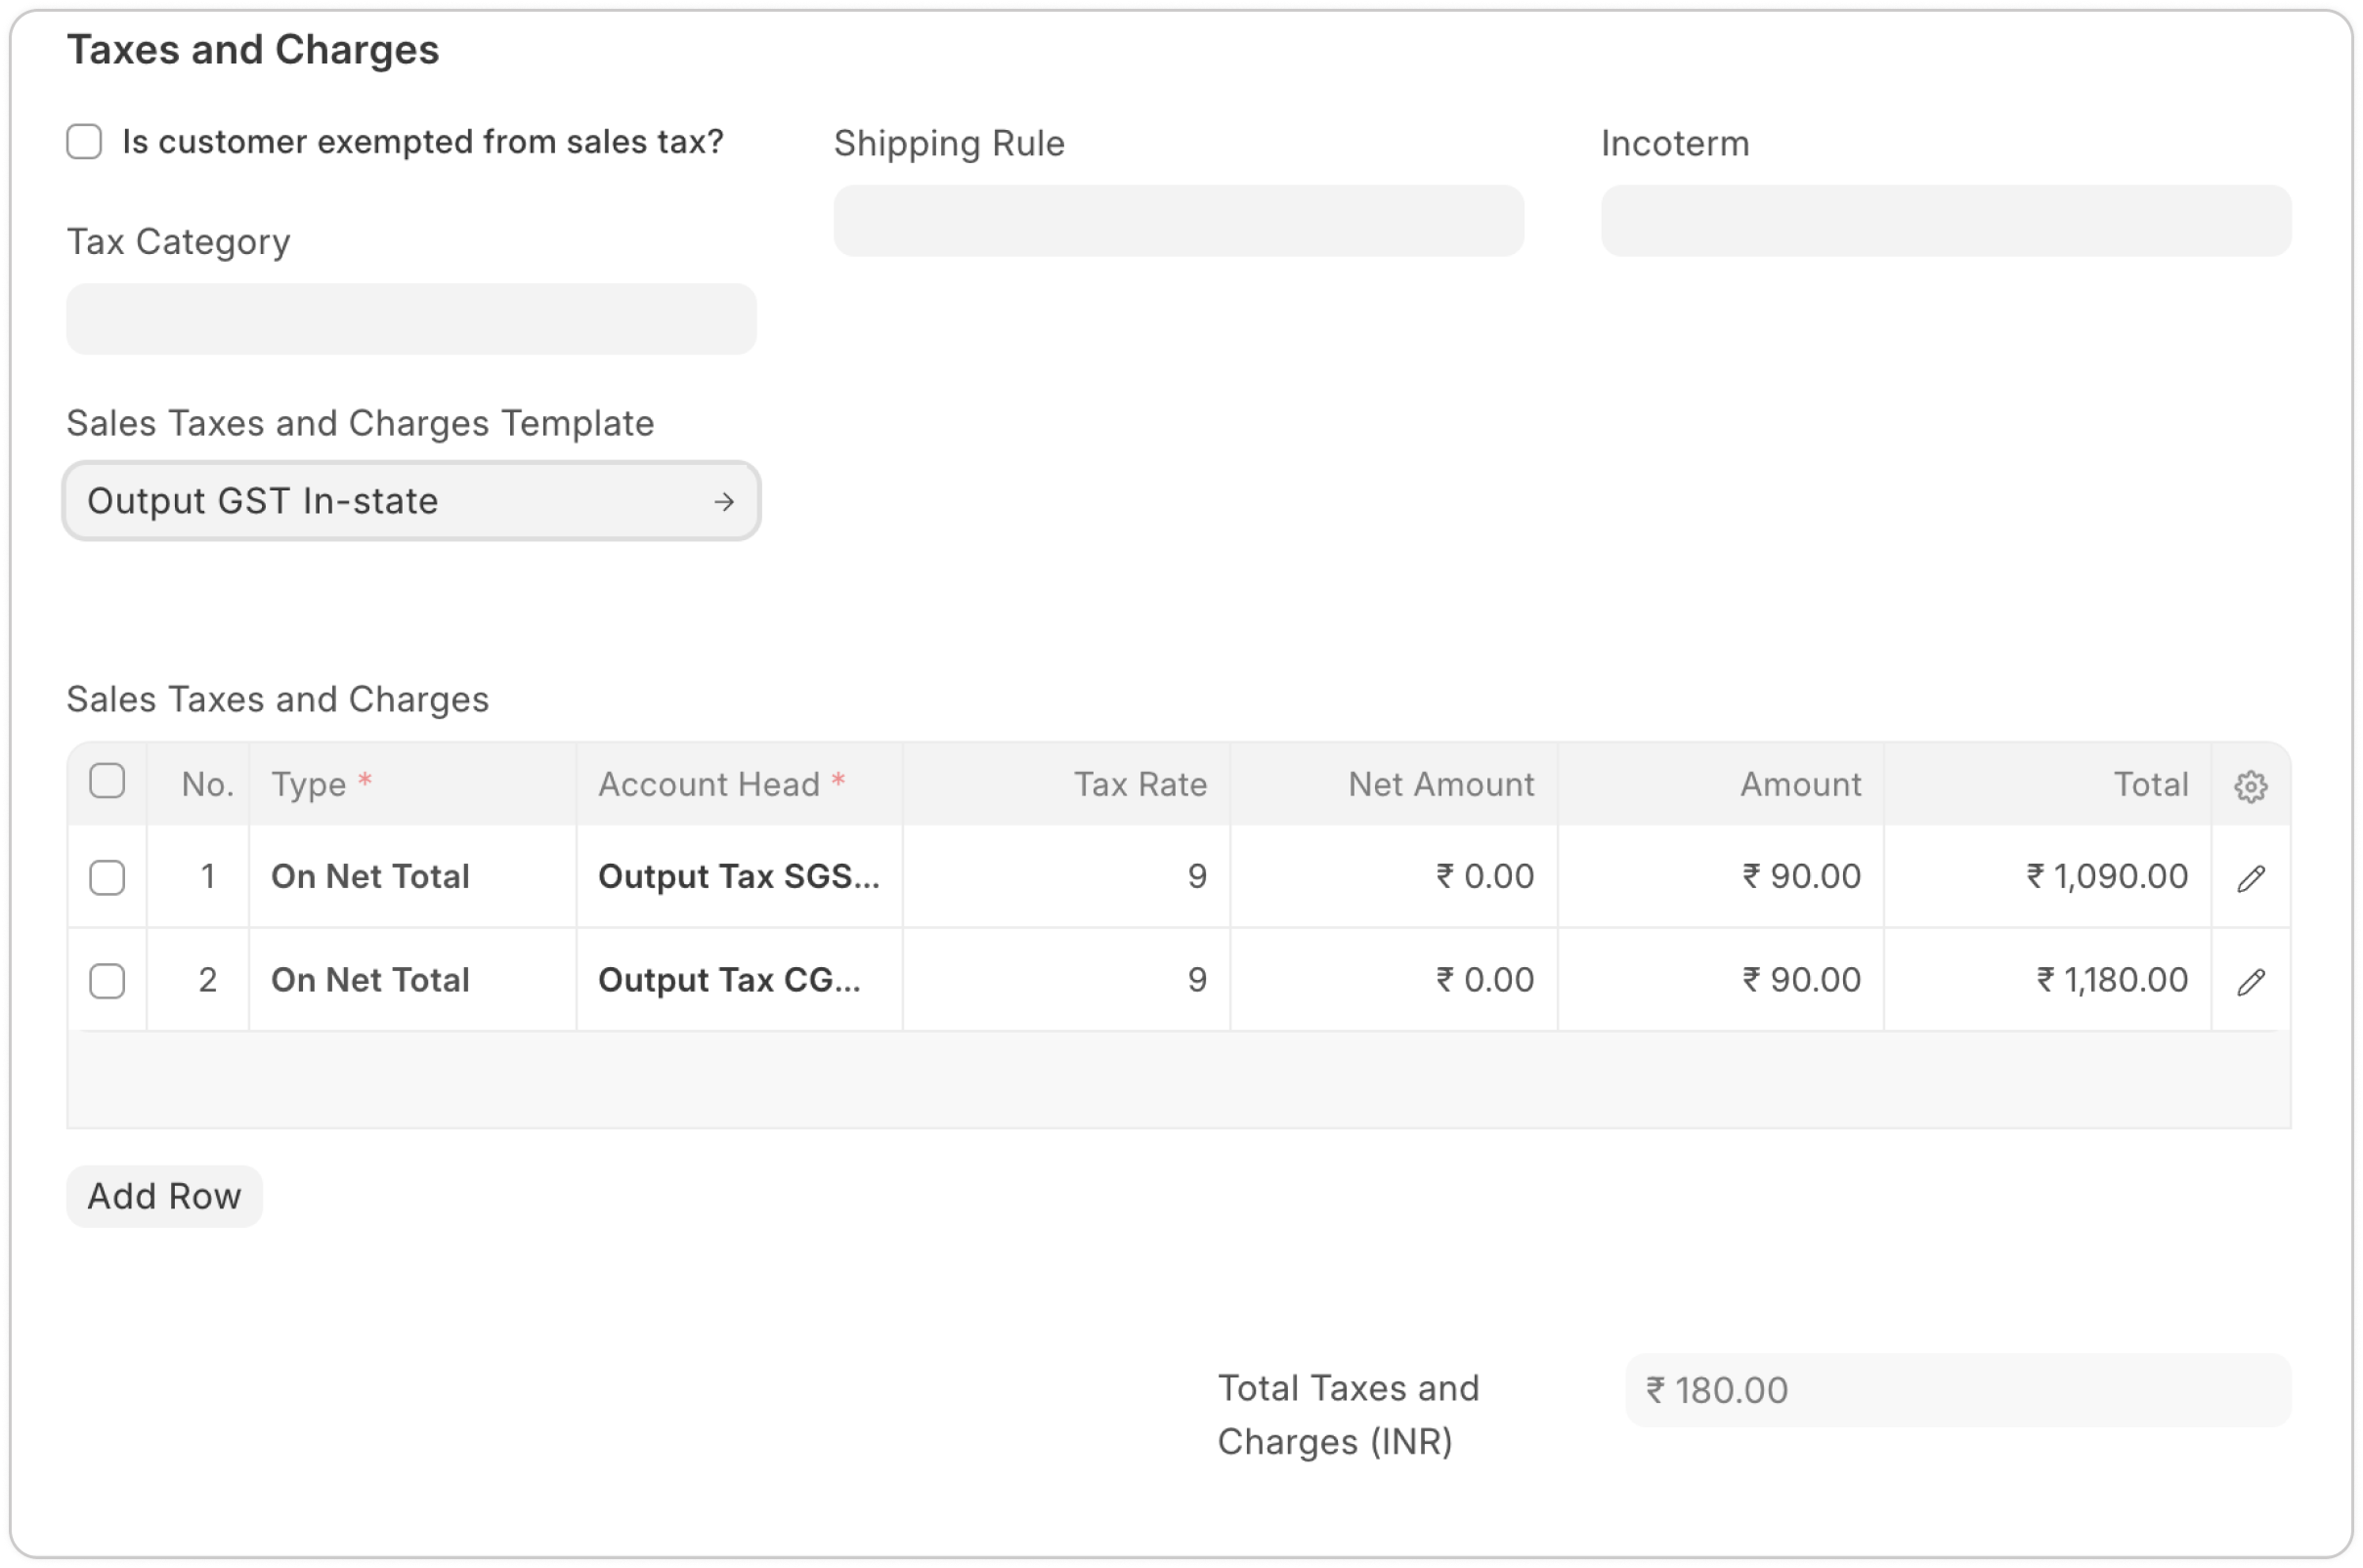 Taxes and Charges
Is customer exempted from sales tax?
Shipping Rule
Incoterm
Tax Category
Sales Taxes and Charges Template
Output GST In-state
Sales Taxes and Charges
No. Type * Account Head * Tax Rate Net Amount Amount Total
1 On Net Total Output Tax SGS... 9 ₹ 0.00 ₹ 90.00 ₹ 1,090.00
2 On Net Total Output Tax CG... 9 ₹ 0.00 ₹ 90.00 ₹ 1,180.00
Add Row
Total Taxes and
Charges (INR)
₹ 180.00